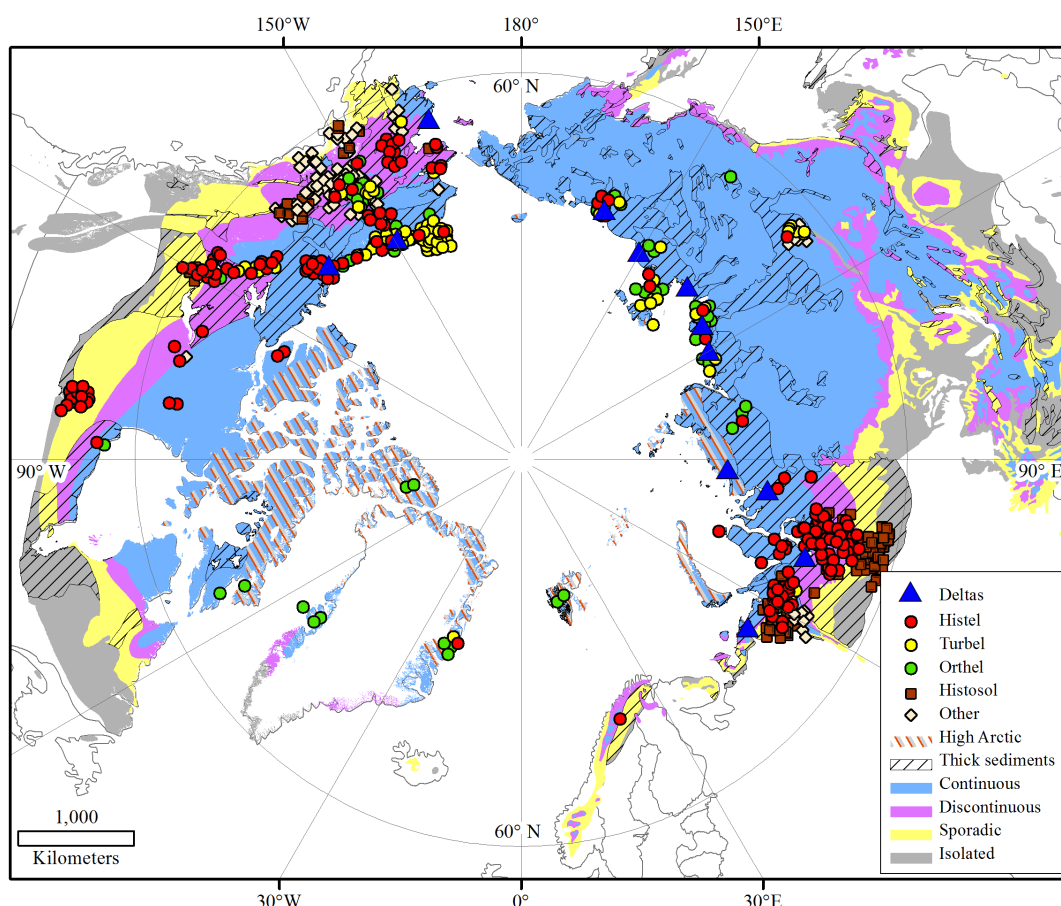 150°W
180°
150°E
60° N
90° W
90° E
Deltas
Histel
Turbel
Orthel
Histosol
Other
High Arctic
Thick sediments
Continuous
Discontinuous
Sporadic
Isolated
1,000
Kilometers
60° N
30°W
0°
30°E